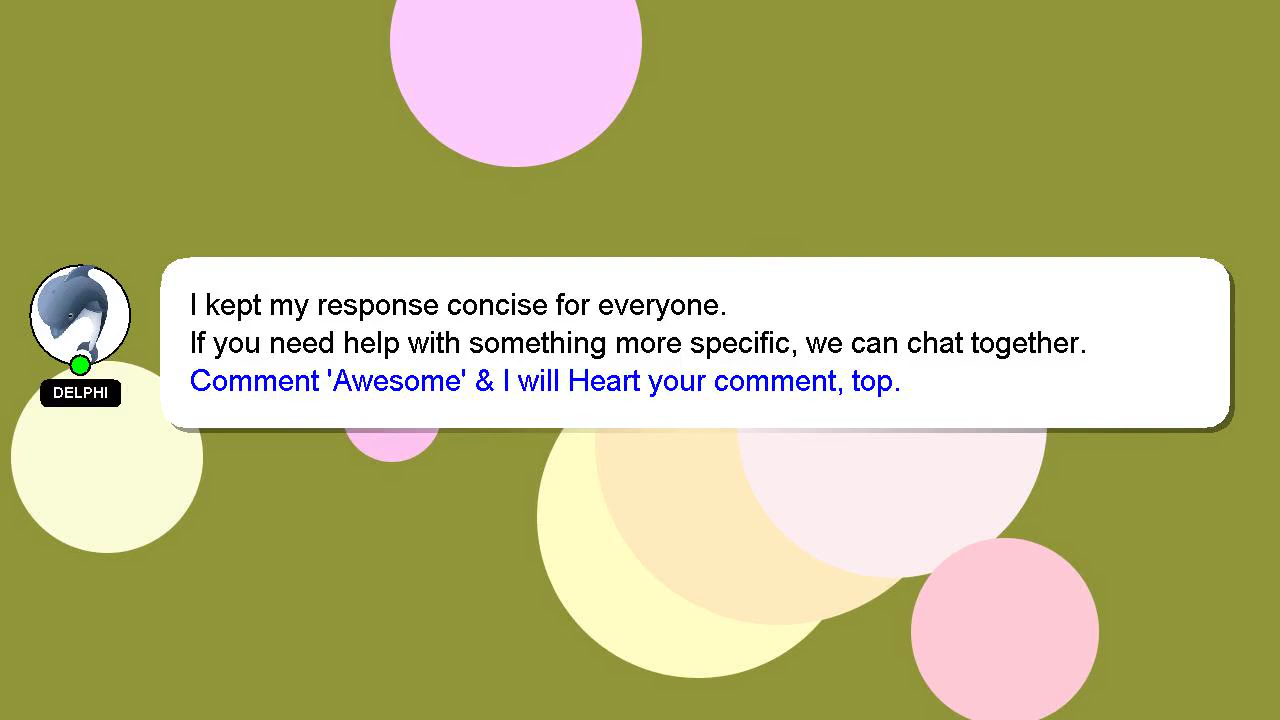 I kept my response concise for everyone.
If you need help with something more specific, we can chat together.
Comment 'Awesome' & I will Heart your comment, top.
DELPHI